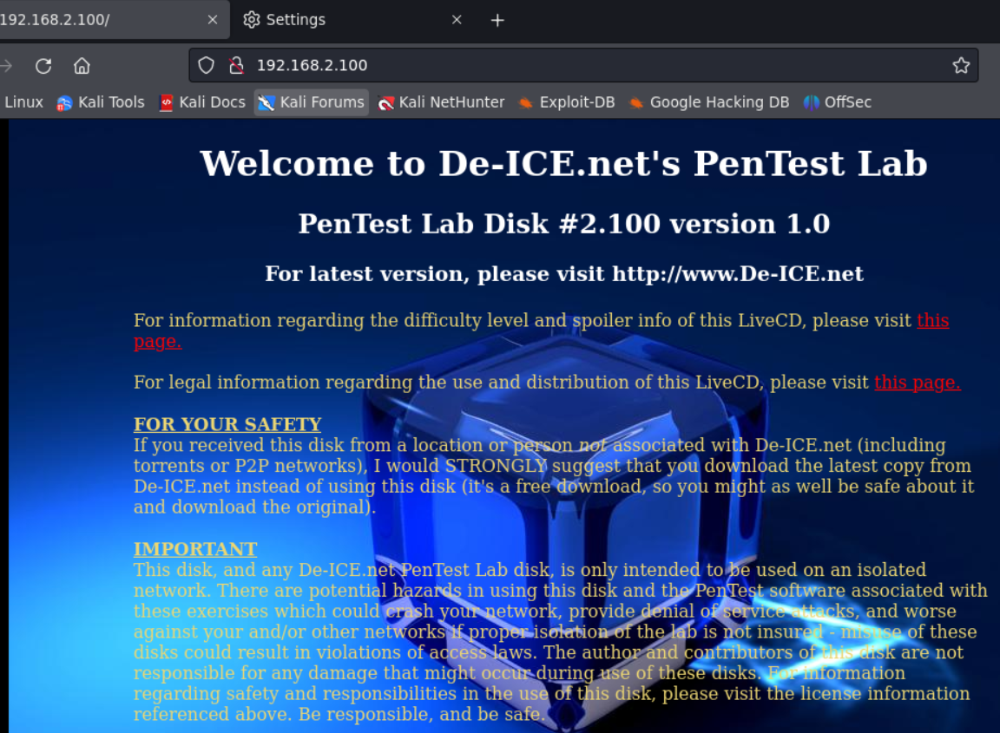 192.168.2.100/
Settings
192.168.2.100
Linux Kali Tools Kali Docs Kali Forums Kali NetHunter Exploit-DB Google Hacking DB OffSec
Welcome to De-ICE.net's PenTest Lab
PenTest Lab Disk #2.100 version 1.0
For latest version, please visit http://www.De-ICE.net
For information regarding the difficulty level and spoiler info of this LiveCD, please visit this
page.
For legal information regarding the use and distribution of this LiveCD, please visit this page.
FOR YOUR SAFETY
If you received this disk from a location or person not associated with De-ICE.net (including
torrents or P2P networks), I would STRONGLY suggest that you download the latest copy from
De-ICE.net instead of using this disk (it's a free download, so you might as well be safe about it
and download the original).
IMPORTANT
This disk, and any De-ICE.net PenTest Lab disk, is only intended to be used on an isolated
network. There are potential hazards in using this disk and the PenTest software associated with
these exercises which could crash your network, provide denial of service attacks, and worse
against your and/or other networks if proper isolation of the lab is not insured - misuse of these
disks could result in violations of access laws. The author and contributors of this disk are not
responsible for any damage that might occur during use of these disks. For information
regarding safety and responsibilities in the use of this disk, please visit the license information
referenced above. Be responsible, and be safe.